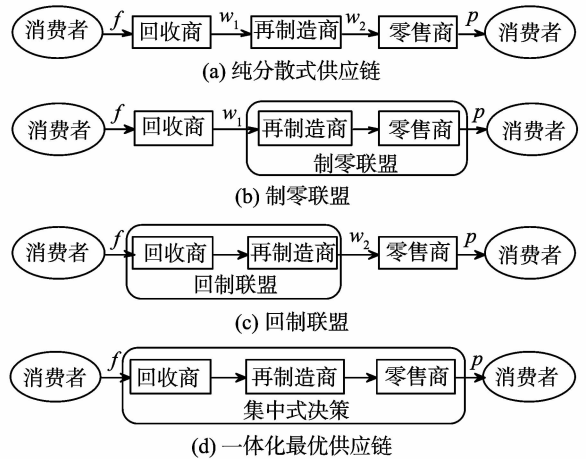 消费者 f 回收商 w1 再制造商 w2 零售商 p 消费者
(a) 纯分散式供应链
消费者 f 回收商 w1 再制造商 零售商 p 消费者
制零联盟
(b) 制零联盟
消费者 f 回收商 再制造商 w2 零售商 p 消费者
回制联盟
(c) 回制联盟
消费者 f 回收商 再制造商 零售商 p 消费者
集中式决策
(d) 一体化最优供应链